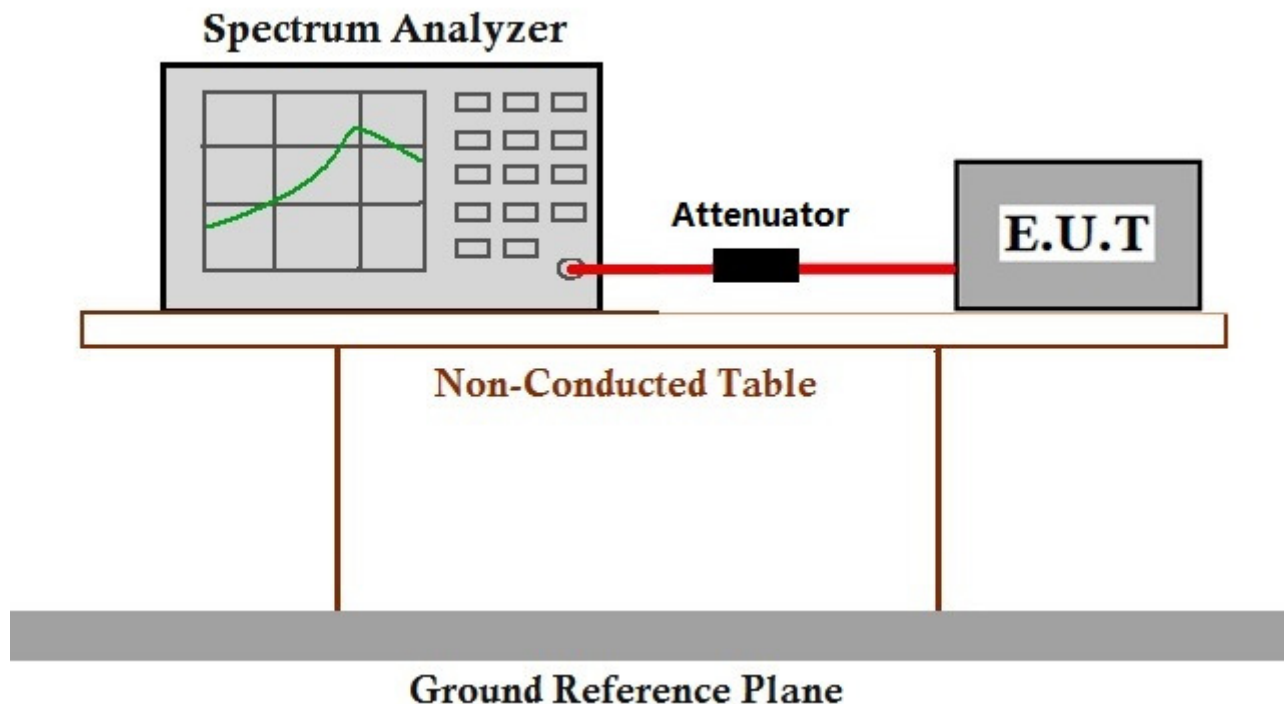 Spectrum Analyzer
Attenuator
E.U.T
Non-Conducted Table
Ground Reference Plane